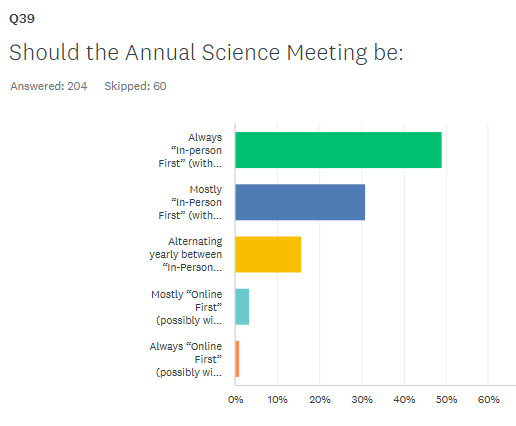 Q39
Should the Annual Science Meeting be:
Answered: 204 Skipped: 60
Always
“In-person
First” (with...
Mostly
“In-Person
First” (with...
Alternating
yearly between
“In-Person...
Mostly “Online
First”
(possibly wi...
Always “Online
First”
(possibly wi...
0% 10% 20% 30% 40% 50% 60%